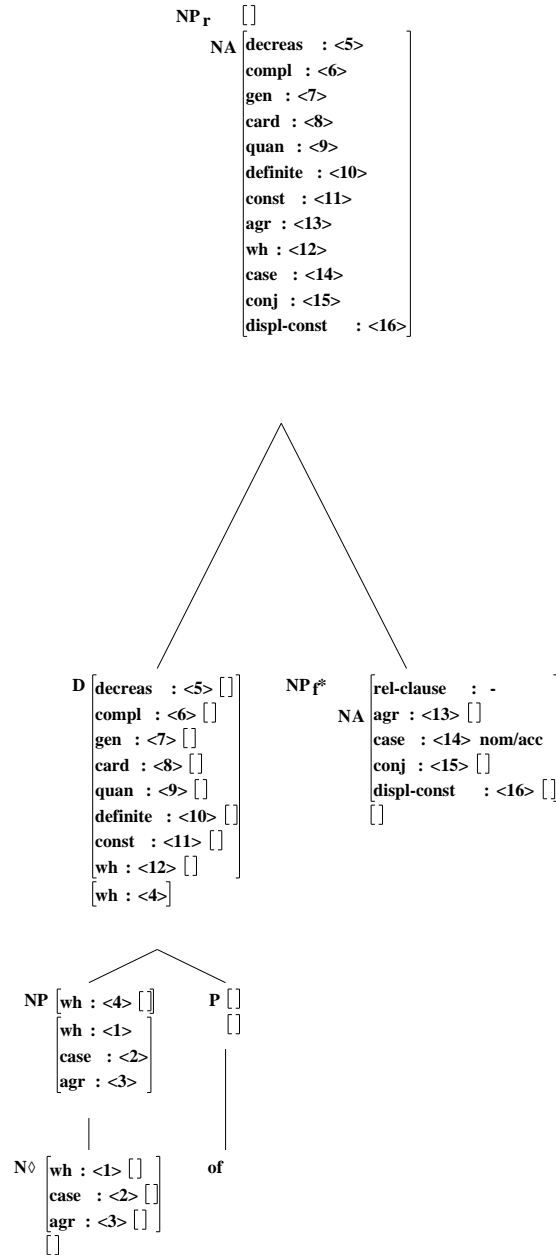 NPr []
NA [decreas : <5>
compl : <6>
gen : <7>
card : <8>
quan : <9>
definite : <10>
const : <11>
agr : <13>
wh : <12>
case : <14>
conj : <15>
displ-const : <16>]
D [decreas : <5> []
compl : <6> []
gen : <7> []
card : <8> []
quan : <9> []
definite : <10> []
const : <11> []
wh : <12> []]
[wh : <4>]
NPf* [rel-clause : -
NA agr : <13> []
case : <14> nom/acc
conj : <15> []
displ-const : <16> []]
[]
NP [wh : <4> []]
[wh : <1>
case : <2>
agr : <3>]
P []
[]
N◊ [wh : <1> []
case : <2> []
agr : <3> []]
[]
of